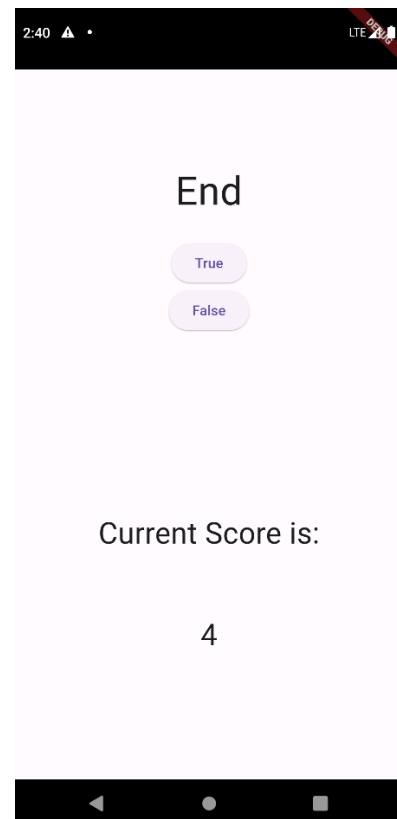 2:40
LTE
DEBUG
End
True
False
Current Score is:
4